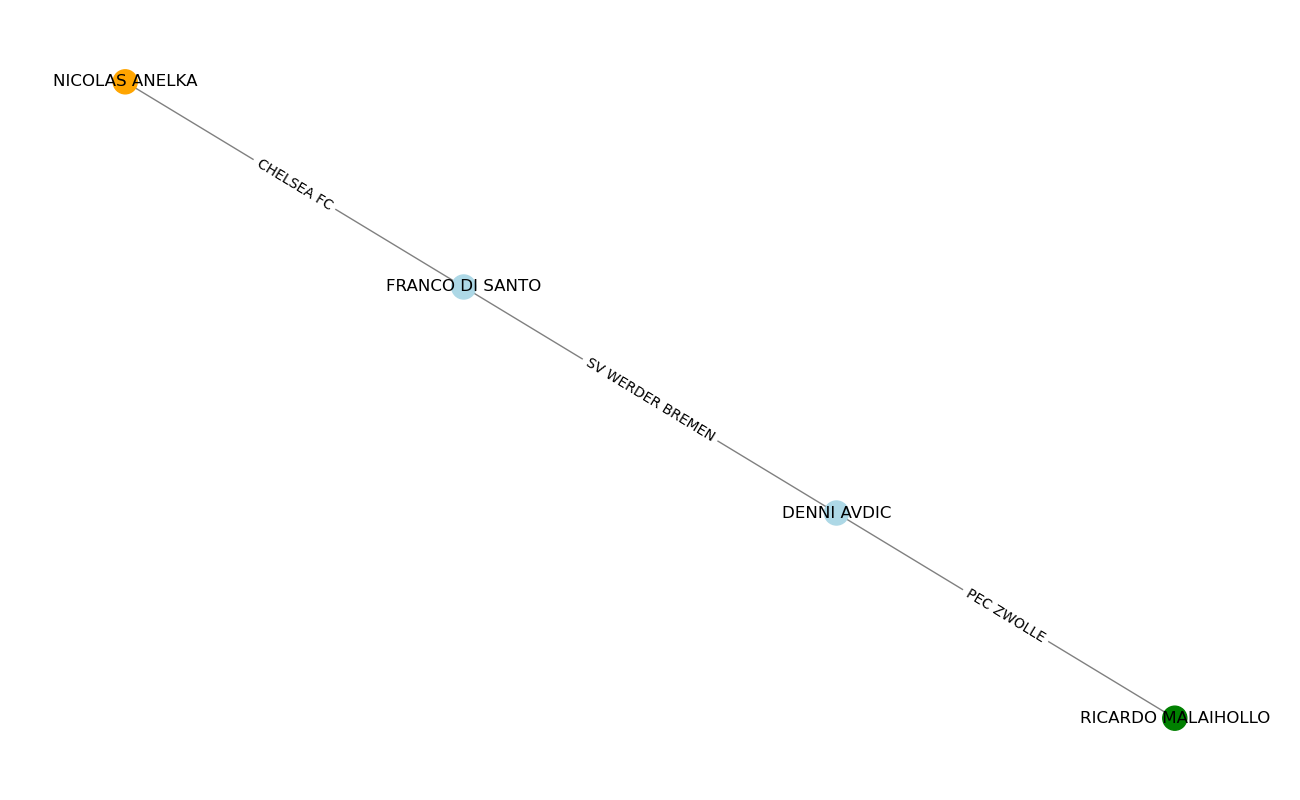 NICOLAS ANELKA
CHELSEA FC
FRANCO DI SANTO
SV WERDER BREMEN
DENNI AVDIC
PEC ZWOLLE
RICARDO MALAIHOLLO